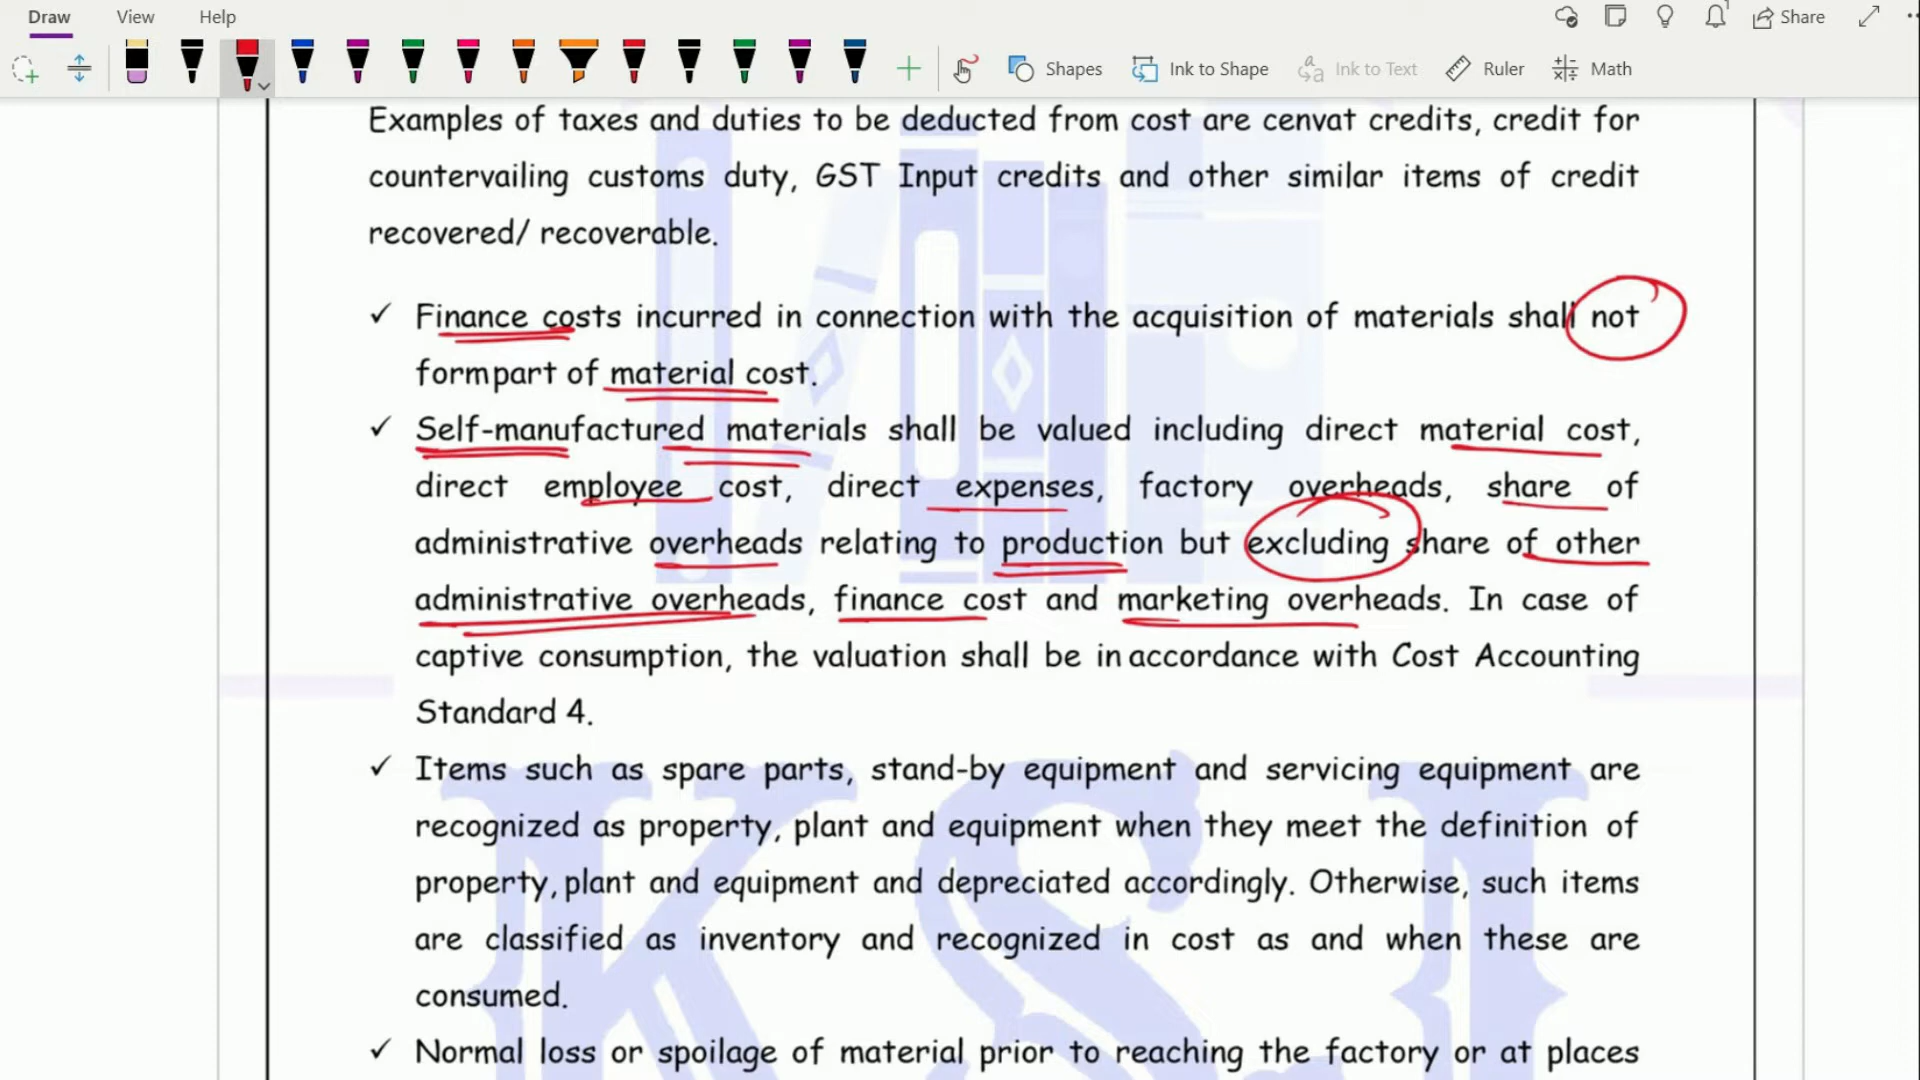 Draw View Help
Share
Shapes Ink to Shape Ink to Text Ruler Math
Examples of taxes and duties to be deducted from cost are cenvat credits, credit for
countervailing customs duty, GST Input credits and other similar items of credit
recovered/ recoverable.
✓ Finance costs incurred in connection with the acquisition of materials shall not
formpart of material cost.
✓ Self-manufactured materials shall be valued including direct material cost,
direct employee cost, direct expenses, factory overheads, share of
administrative overheads relating to production but excluding share of other
administrative overheads, finance cost and marketing overheads. In case of
captive consumption, the valuation shall be in accordance with Cost Accounting
Standard 4.
✓ Items such as spare parts, stand-by equipment and servicing equipment are
recognized as property, plant and equipment when they meet the definition of
property, plant and equipment and depreciated accordingly. Otherwise, such items
are classified as inventory and recognized in cost as and when these are
consumed.
✓ Normal loss or spoilage of material prior to reaching the factory or at places